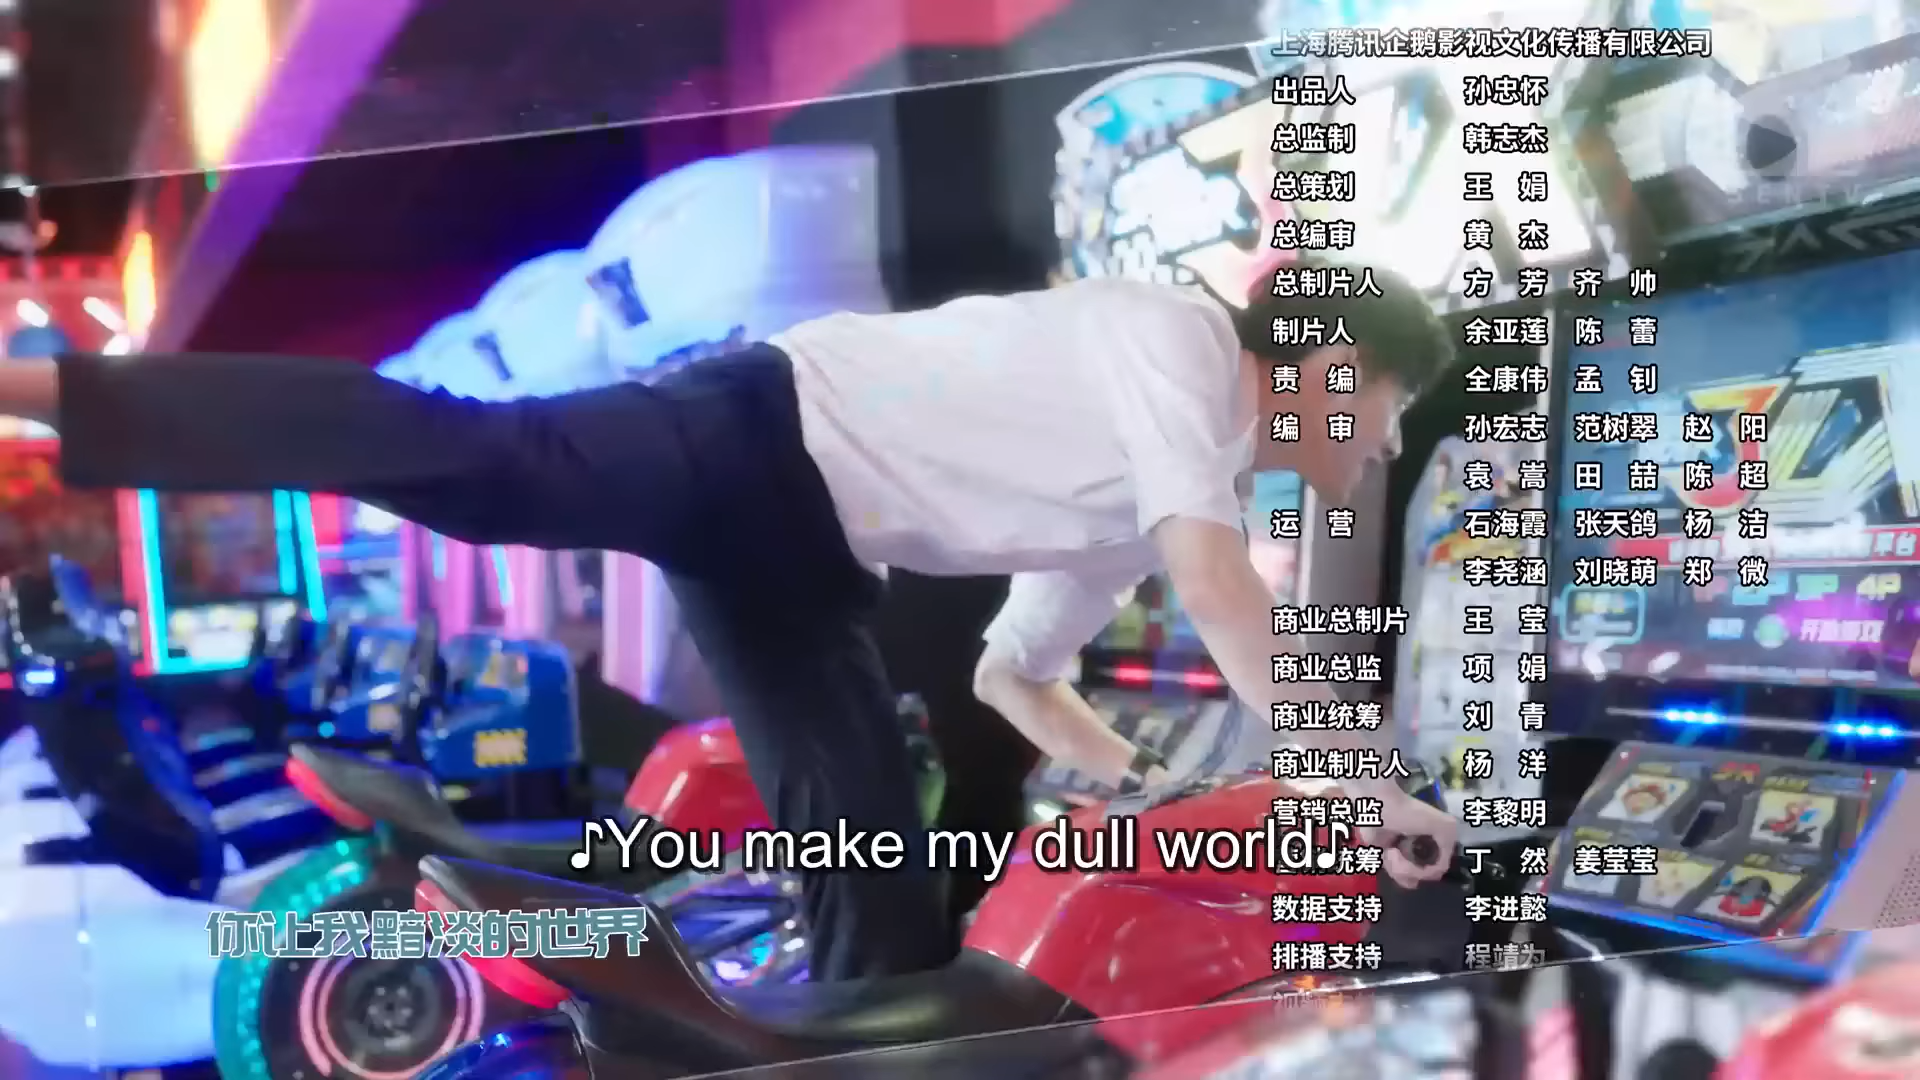 上海腾讯企鹅影视文化传播有限公司
出品人 孙忠怀
总监制 韩志杰
总策划 王 娟
总编审 黄 杰
总制片人 方 芳 齐 帅
制片人 余亚莲 陈 蕾
责 编 全康伟 孟 钊
编 审 孙宏志 范树翠 赵 阳
袁 嵩 田 喆 陈 超
运 营 石海霞 张天鸽 杨 洁
李尧涵 刘晓萌 郑 微
商业总制片 王 莹
商业总监 项 娟
商业统筹 刘 青
商业制片人 杨 洋
营销总监 李黎明
♪You make my dull world♪
统筹 丁 然 姜莹莹
数据支持 李进懿
你让我黯淡的世界
排播支持 程靖为
4P